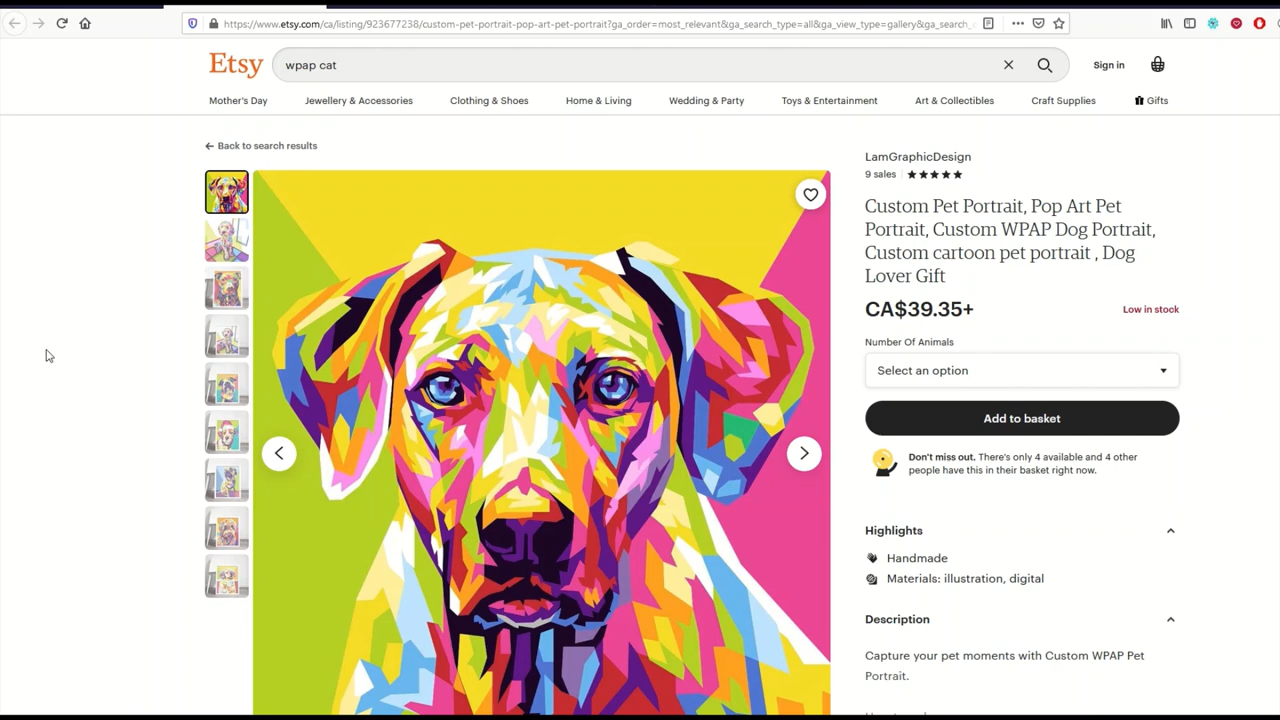 https://www.etsy.com/ca/listing/923677238/custom-pet-portrait-pop-art-pet-portrait?ga_order=most_relevant&ga_search_type=all&ga_view_type=gallery&ga_search_
Etsy
wpap cat
Sign in
Mother's Day
Jewellery & Accessories
Clothing & Shoes
Home & Living
Wedding & Party
Toys & Entertainment
Art & Collectibles
Craft Supplies
Gifts
Back to search results
LamGraphicDesign
9 sales
Custom Pet Portrait, Pop Art Pet
Portrait, Custom WPAP Dog Portrait,
Custom cartoon pet portrait , Dog
Lover Gift
CA$39.35+
Low in stock
Number Of Animals
Select an option
Add to basket
Don't miss out. There's only 4 available and 4 other
people have this in their basket right now.
Highlights
Handmade
Materials: illustration, digital
Description
Capture your pet moments with Custom WPAP Pet
Portrait.